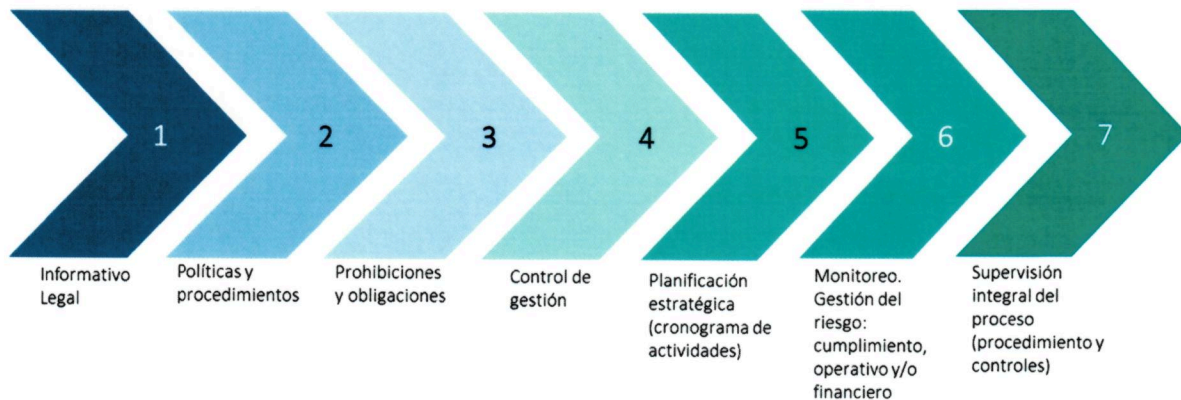 1
2
3
4
5
6
7
Informativo
Legal
Políticas y
procedimientos
Prohibiciones
y obligaciones
Control de
gestión
Planificación
estratégica
(cronograma de
actividades)
Monitoreo.
Gestión del
riesgo:
cumplimiento,
operativo y/o
financiero
Supervisión
integral del
proceso
(procedimiento y
controles)